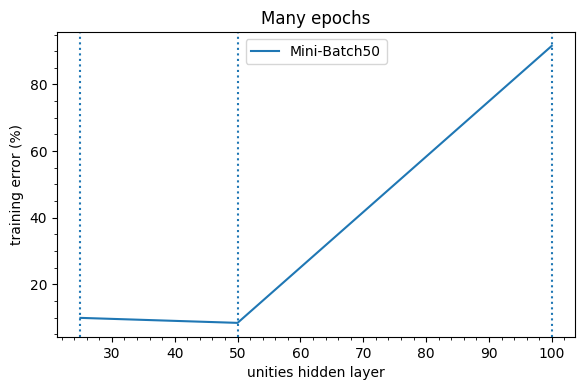 Many epochs
Mini-Batch50
training error (%)
80
60
40
20
30 40 50 60 70 80 90 100
unities hidden layer